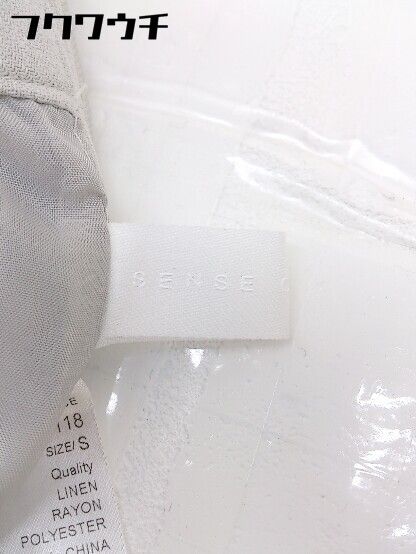 フクワウチ
SENSE
118
SIZE/S
Quality
LINEN
RAYON
POLYESTER
CHINA